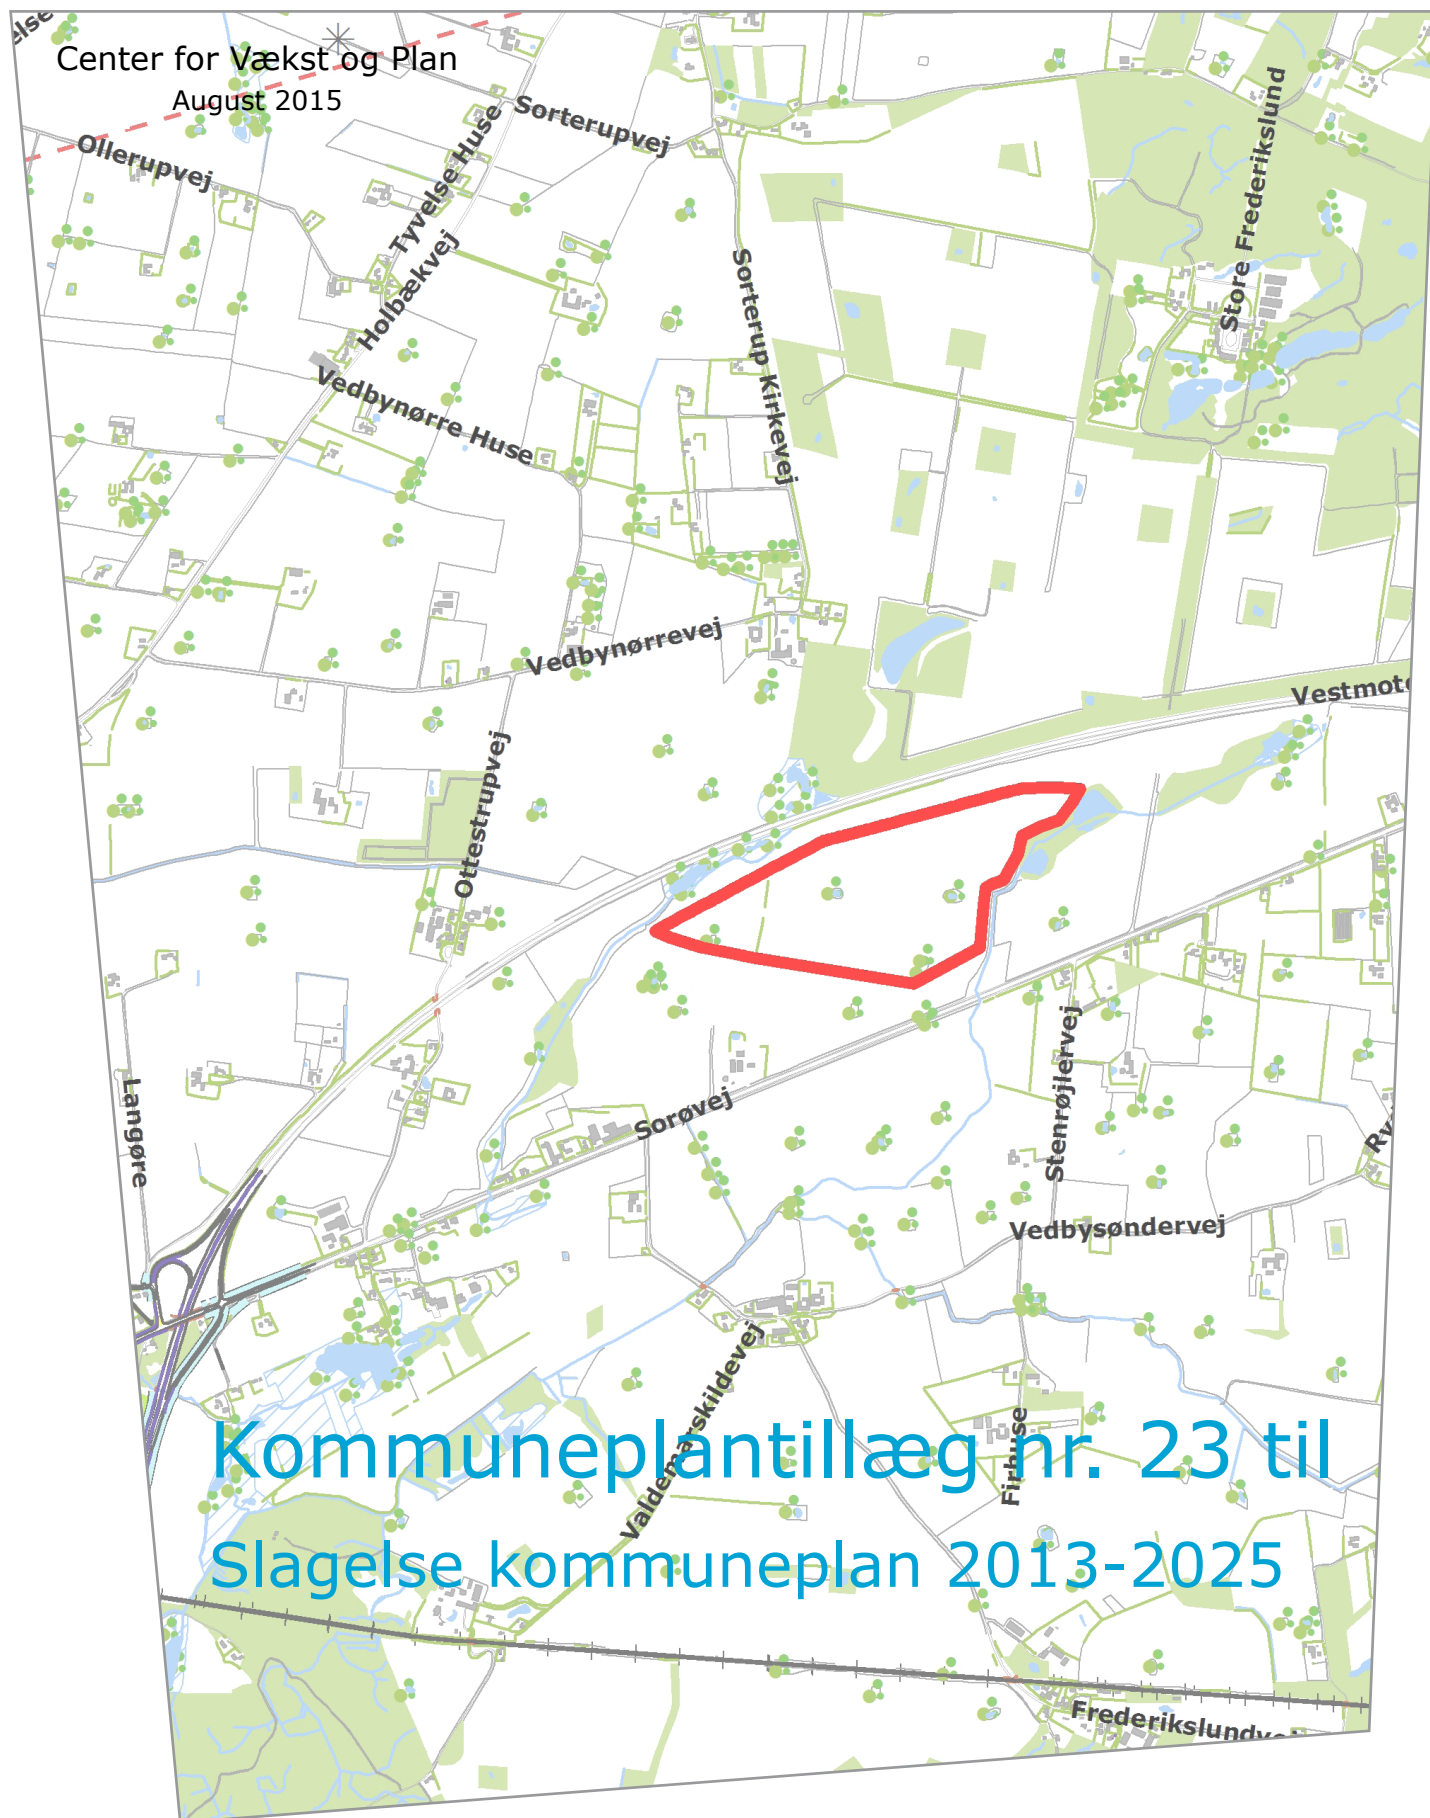 Center for Vækst og Plan
August 2015
Sorterupvej
Ollerupvej
Tyvelse Huse
Holbækvej
Store Frederikslund
Sorterup Kirkevej
Vedbynørre Huse
Vedbynørrevej
Ottestrupvej
Langøre
Sorøvej
Stenrøjlervej
Vedbysøndervej
Valdemarskildevej
Firhuse
Kommuneplantillæg nr. 23 til
Slagelse kommuneplan 2013-2025